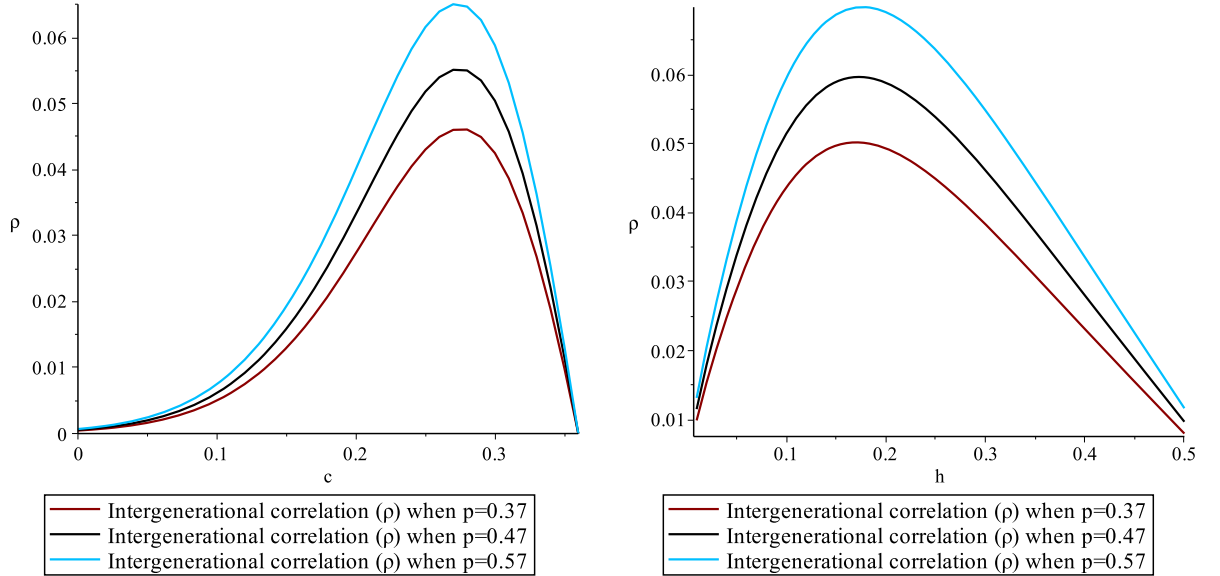 0.06
0.05
0.04
ρ
0.03
0.02
0.01
0
0 0.1 0.2 0.3
c
Intergenerational correlation (ρ) when p=0.37
Intergenerational correlation (ρ) when p=0.47
Intergenerational correlation (ρ) when p=0.57
0.06
0.05
0.04
ρ
0.03
0.02
0.01
0.1 0.2 0.3 0.4 0.5
h
Intergenerational correlation (ρ) when p=0.37
Intergenerational correlation (ρ) when p=0.47
Intergenerational correlation (ρ) when p=0.57